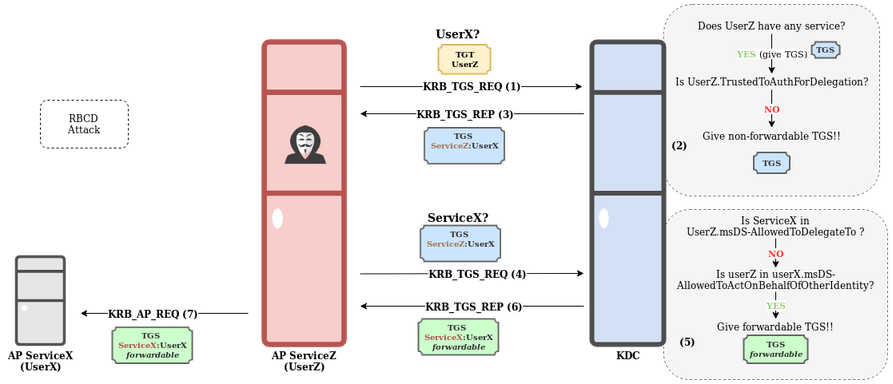 RBCD
Attack
UserX?
TGT
UserZ
KRB_TGS_REQ (1)
KRB_TGS_REP (3)
TGS
ServiceZ:UserX
Does UserZ have any service?
YES (give TGS)
TGS
Is UserZ.TrustedToAuthForDelegation?
NO
Give non-forwardable TGS!!
(2)
TGS
ServiceX?
TGS
ServiceZ:UserX
KRB_TGS_REQ (4)
KRB_TGS_REP (6)
TGS
ServiceX:UserX
forwardable
Is ServiceX in
UserZ.msDS-AllowedToDelegateTo ?
NO
Is userZ in userX.msDS-
AllowedToActOnBehalfOfOtherIdentity?
YES
Give forwardable TGS!!
(5)
TGS
forwardable
KRB_AP_REQ (7)
TGS
ServiceX:UserX
forwardable
AP ServiceX
(UserX)
AP ServiceZ
(UserZ)
KDC